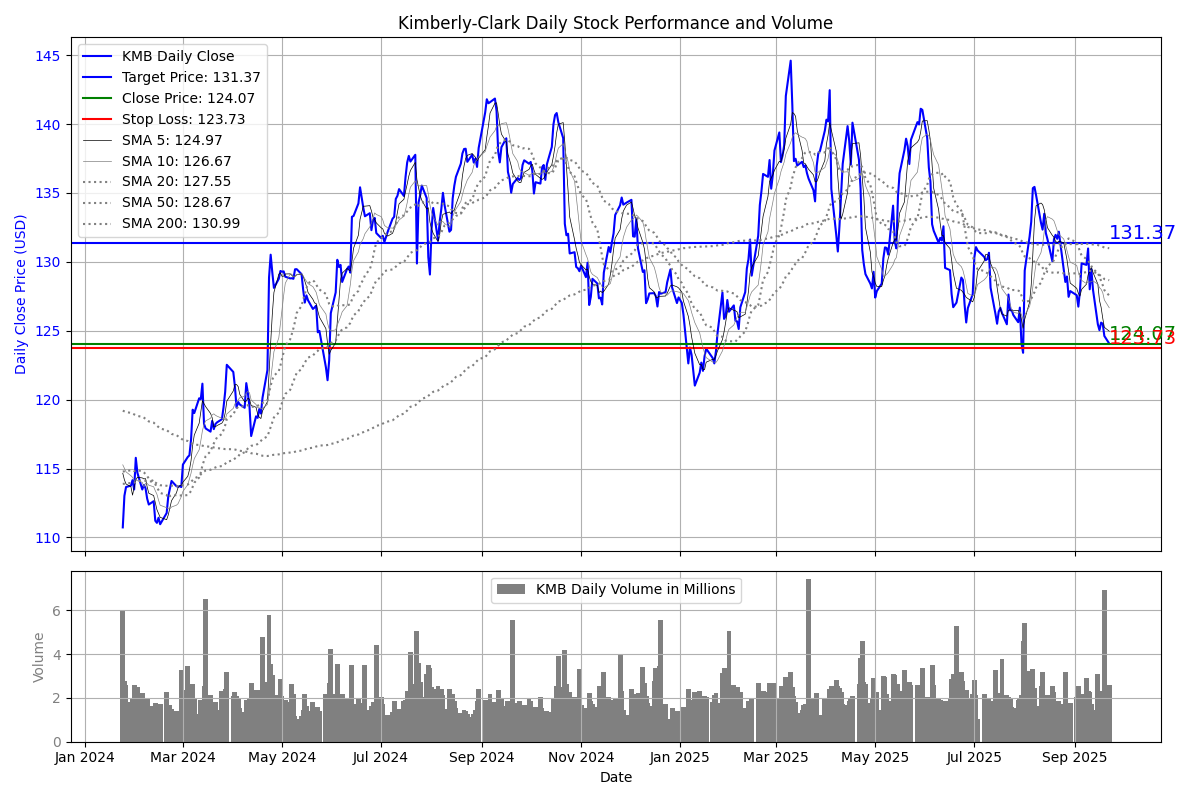 Kimberly-Clark Daily Stock Performance and Volume
KMB Daily Close
Target Price: 131.37
Close Price: 124.07
Stop Loss: 123.73
SMA 5: 124.97
SMA 10: 126.67
SMA 20: 127.55
SMA 50: 128.67
SMA 200: 130.99
145
140
135
130
125
120
115
110
Daily Close Price (USD)
131.37
124.07
123.73
KMB Daily Volume in Millions
6
4
2
0
Volume
Jan 2024 Mar 2024 May 2024 Jul 2024 Sep 2024 Nov 2024 Jan 2025 Mar 2025 May 2025 Jul 2025 Sep 2025
Date